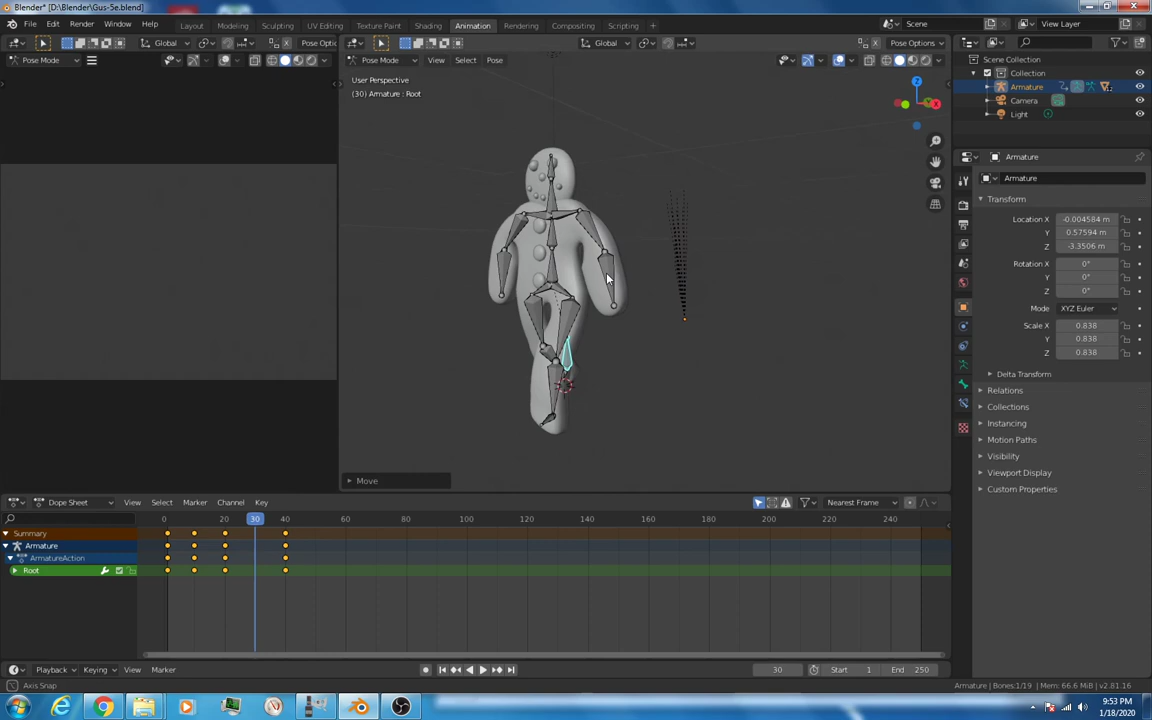 Blender* [D:\Blender\Gus-5e.blend]
File Edit Render Window Help Layout Modeling Sculpting UV Editing Texture Paint Shading Animation Rendering Compositing Scripting + Scene View Layer
Global Pose Optic Global Pose Options
Pose Mode Pose Mode View Select Pose
Scene Collection
Collection
Armature
Camera
Light
User Perspective
(30) Armature : Root
Z
Armature
Armature
Transform
Location X -0.004584 m
Y 0.57594 m
Z -3.3506 m
Rotation X 0°
Y 0°
Z 0°
Mode XYZ Euler
Scale X 0.838
Y 0.838
Z 0.838
Delta Transform
Relations
Collections
Instancing
Motion Paths
Visibility
Viewport Display
Custom Properties
Move
Dope Sheet View Select Marker Channel Key Nearest Frame
0 20 30 40 60 80 100 120 140 160 180 200 220 240
Summary
Armature
ArmatureAction
Root
Playback Keying View Marker 30 Start 1 End 250
Axis Snap Armature | Bones:1/19 | Mem: 66.6 MiB | v2.81.16
9:53 PM
1/18/2020